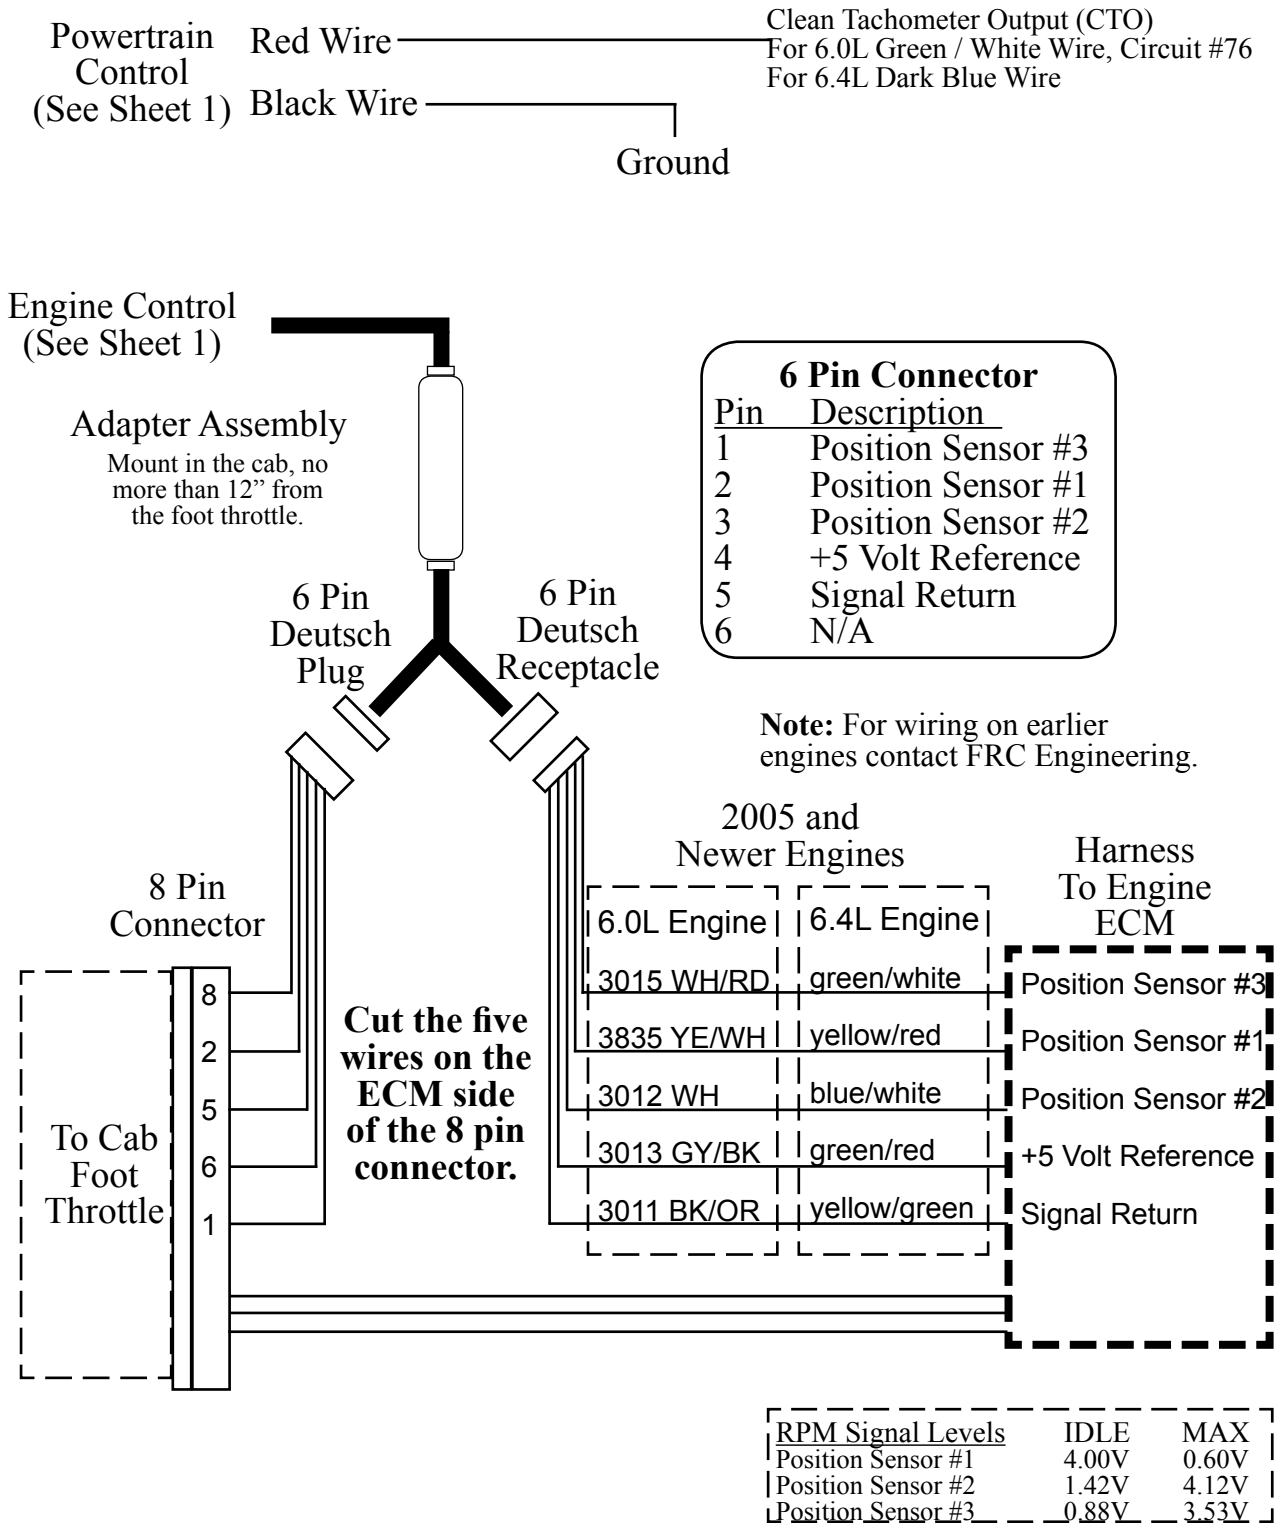 Powertrain
Control
(See Sheet 1)
Red Wire
Black Wire
Ground
Clean Tachometer Output (CTO)
For 6.0L Green / White Wire, Circuit #76
For 6.4L Dark Blue Wire
Engine Control
(See Sheet 1)
Adapter Assembly
Mount in the cab, no
more than 12” from
the foot throttle.
6 Pin Connector
Pin Description
1 Position Sensor #3
2 Position Sensor #1
3 Position Sensor #2
4 +5 Volt Reference
5 Signal Return
6 N/A
6 Pin
Deutsch
Plug
6 Pin
Deutsch
Receptacle
Note: For wiring on earlier
engines contact FRC Engineering.
2005 and
Newer Engines
Harness
To Engine
ECM
8 Pin
Connector
6.0L Engine 6.4L Engine
8
2
5
6
1
To Cab
Foot
Throttle
Cut the five
wires on the
ECM side
of the 8 pin
connector.
3015 WH/RD green/white Position Sensor #3
3835 YE/WH yellow/red Position Sensor #1
3012 WH blue/white Position Sensor #2
3013 GY/BK green/red +5 Volt Reference
3011 BK/OR yellow/green Signal Return
RPM Signal Levels IDLE MAX
Position Sensor #1 4.00V 0.60V
Position Sensor #2 1.42V 4.12V
Position Sensor #3 0.88V 3.53V